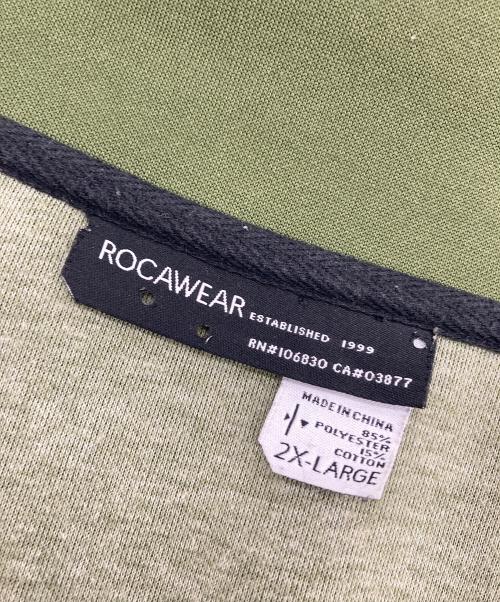 ROCAWEAR ESTABLISHED 1999
RN#106830 CA#03877
MADE IN CHINA
85%
POLYESTER
15%
COTTON
2X-LARGE